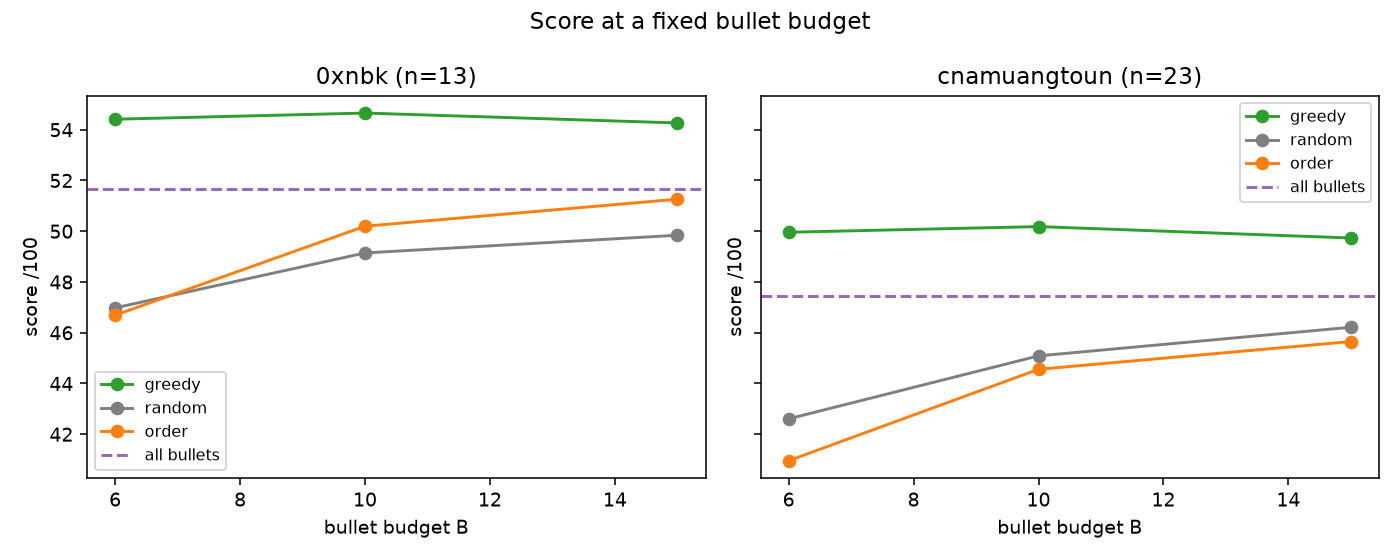 Score at a fixed bullet budget
0xnbk (n=13)
score /100
54
52
50
48
46
44
42
greedy
random
order
all bullets
6
8
10
12
14
bullet budget B
cnamuangtoun (n=23)
score /100
greedy
random
order
all bullets
6
8
10
12
14
bullet budget B